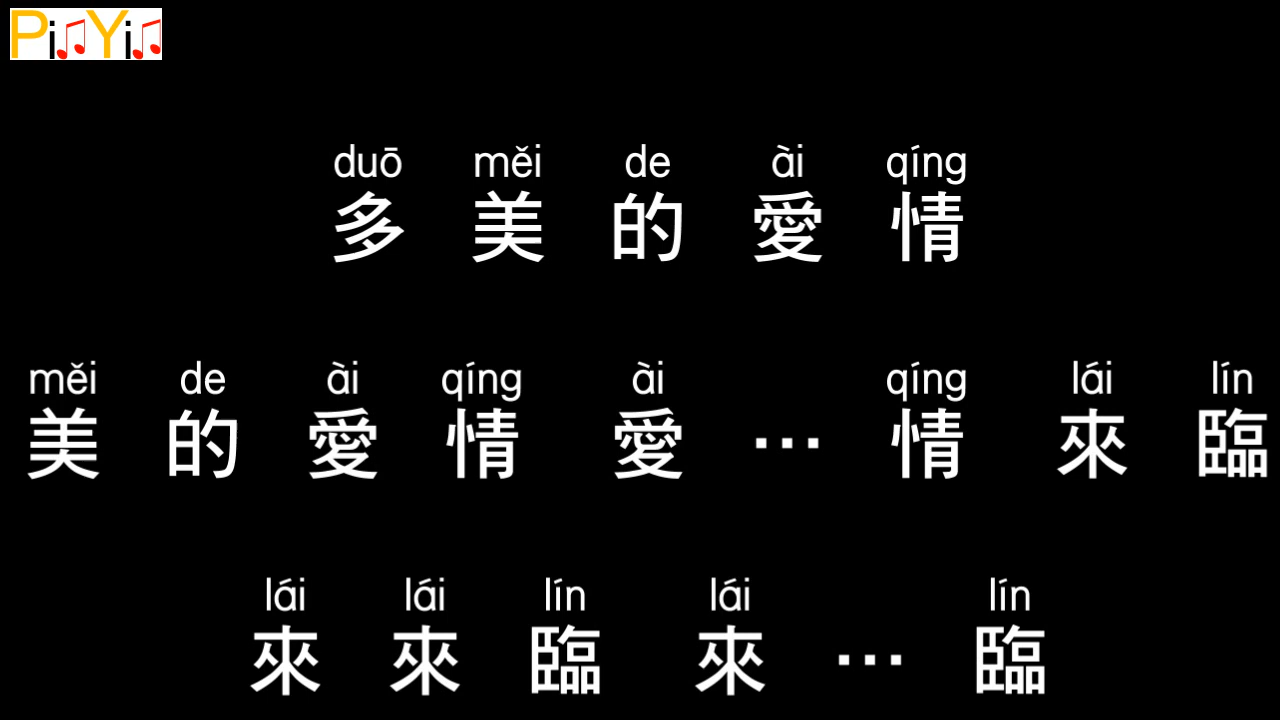 PinYin
duō měi de ài qíng
多 美 的 愛 情
měi de ài qíng ài qíng lái lín
美 的 愛 情 愛 … 情 來 臨
lái lái lín lái lín
來 來 臨 來 … 臨